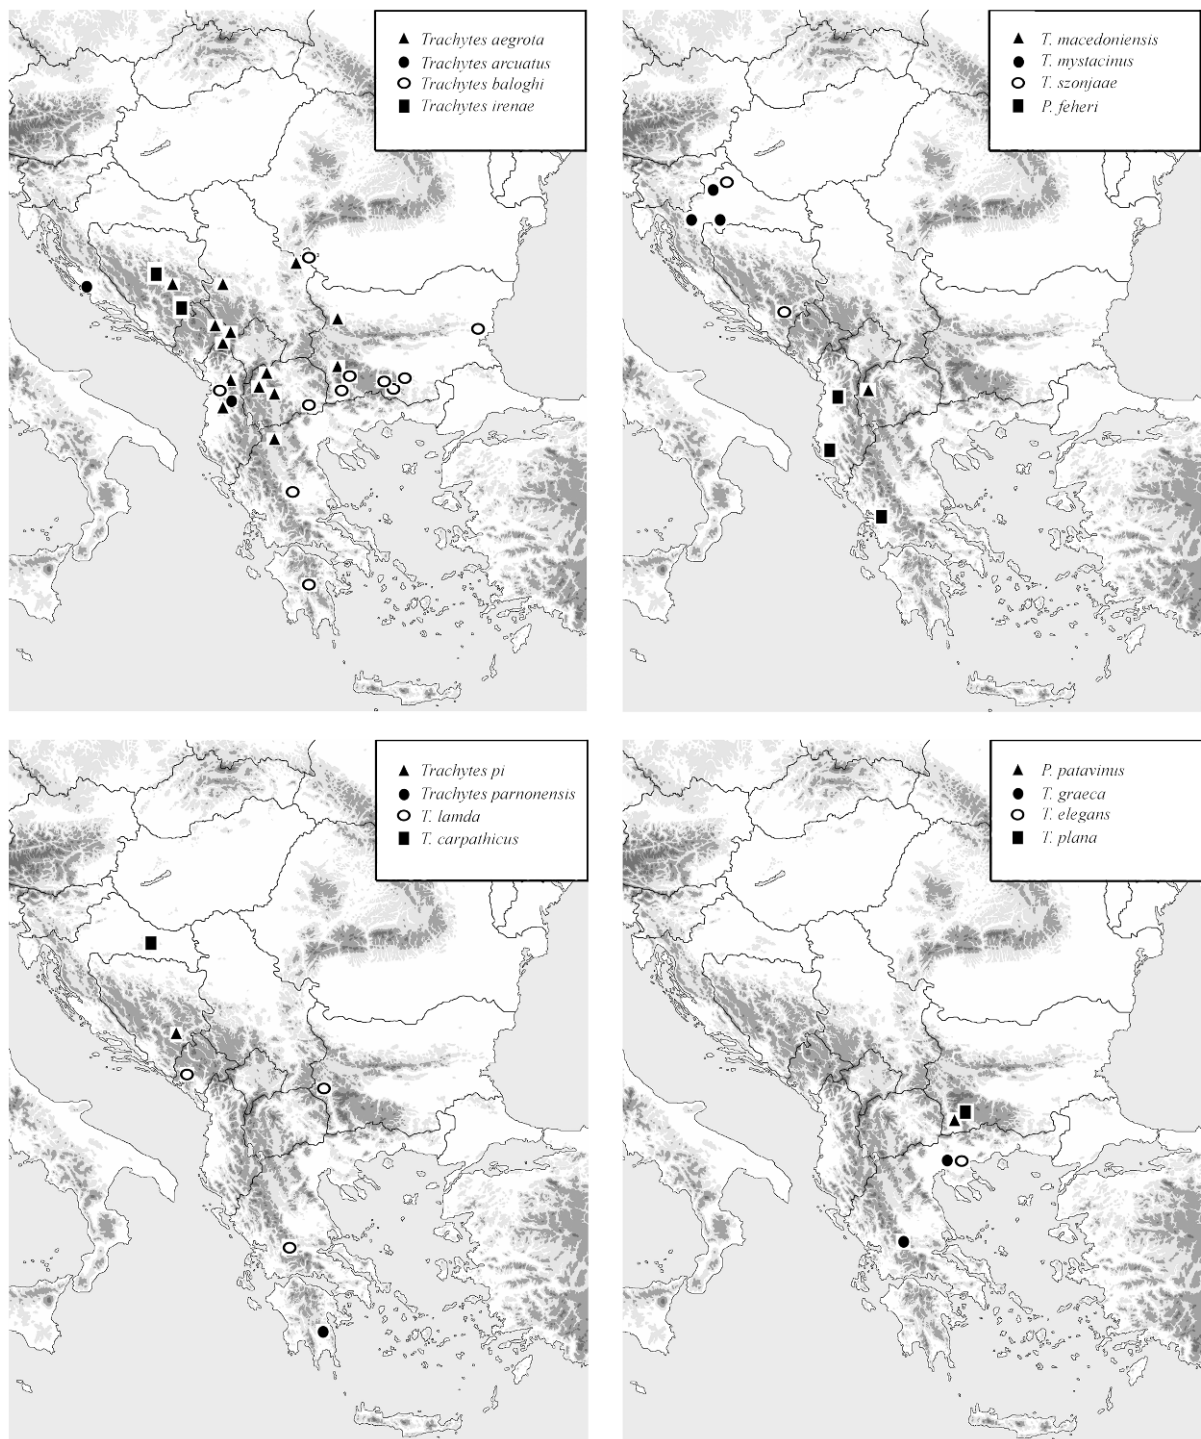 Trachytes aegrota
Trachytes arcuatus
Trachytes baloghi
Trachytes irenae
T. macedoniensis
T. mystacinus
T. szonjaae
P. feheri
Trachytes pi
Trachytes parnonensis
T. lamda
T. carpathicus
P. patavinus
T. graeca
T. elegans
T. plana